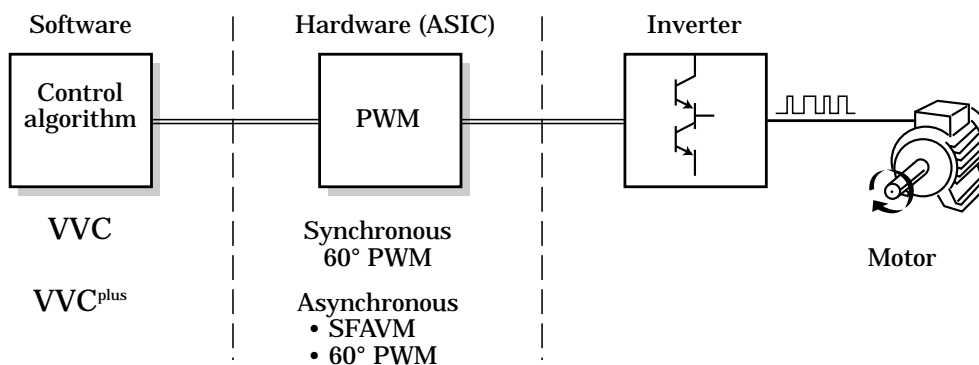 Software
Hardware (ASIC)
Inverter
Control
algorithm
PWM
VVC
VVCplus
Synchronous
60° PWM
Asynchronous
• SFAVM
• 60° PWM
Motor